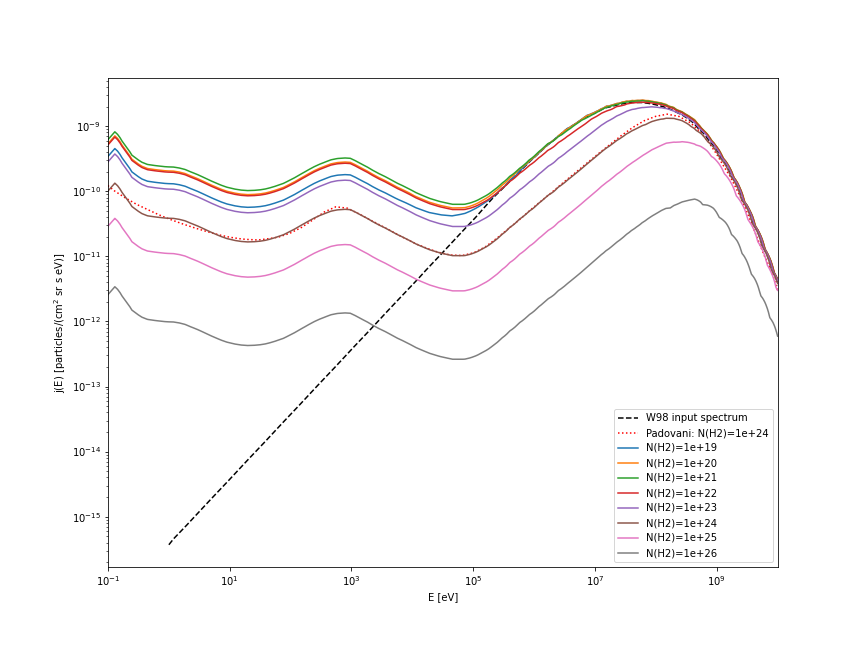 10⁻⁹
10⁻¹⁰
10⁻¹¹
10⁻¹²
10⁻¹³
10⁻¹⁴
10⁻¹⁵
j(E) [particles/(cm² sr s eV)]
W98 input spectrum
Padovani: N(H2)=1e+24
N(H2)=1e+19
N(H2)=1e+20
N(H2)=1e+21
N(H2)=1e+22
N(H2)=1e+23
N(H2)=1e+24
N(H2)=1e+25
N(H2)=1e+26
10⁻¹ 10¹ 10³ 10⁵ 10⁷ 10⁹
E [eV]